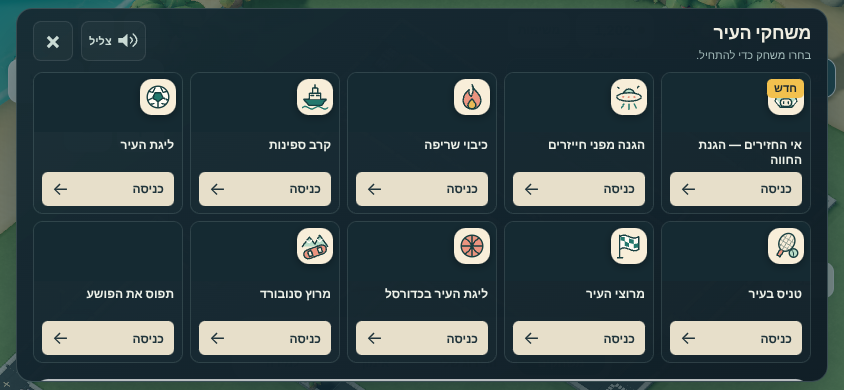 משחקי העיר
צליל
בחרו משחק כדי להתחיל.
חדש
אי החזירים — הגנת
החווה
כניסה
הגנה מפני חייזרים
כניסה
כיבוי שריפה
כניסה
קרב ספינות
כניסה
ליגת העיר
כניסה
טניס בעיר
כניסה
מרוצי העיר
כניסה
ליגת העיר בכדורסל
כניסה
מרוץ סנובורד
כניסה
תפוס את הפושע
כניסה